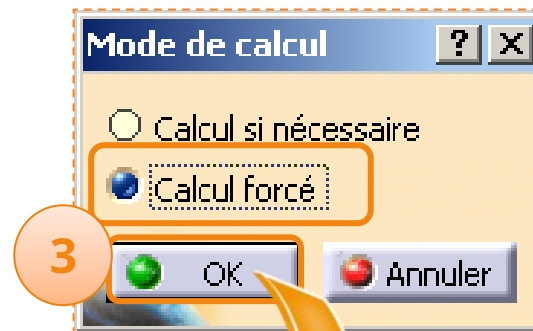 Mode de calcul ? X
Calcul si nécessaire
Calcul forcé
3 OK Annuler